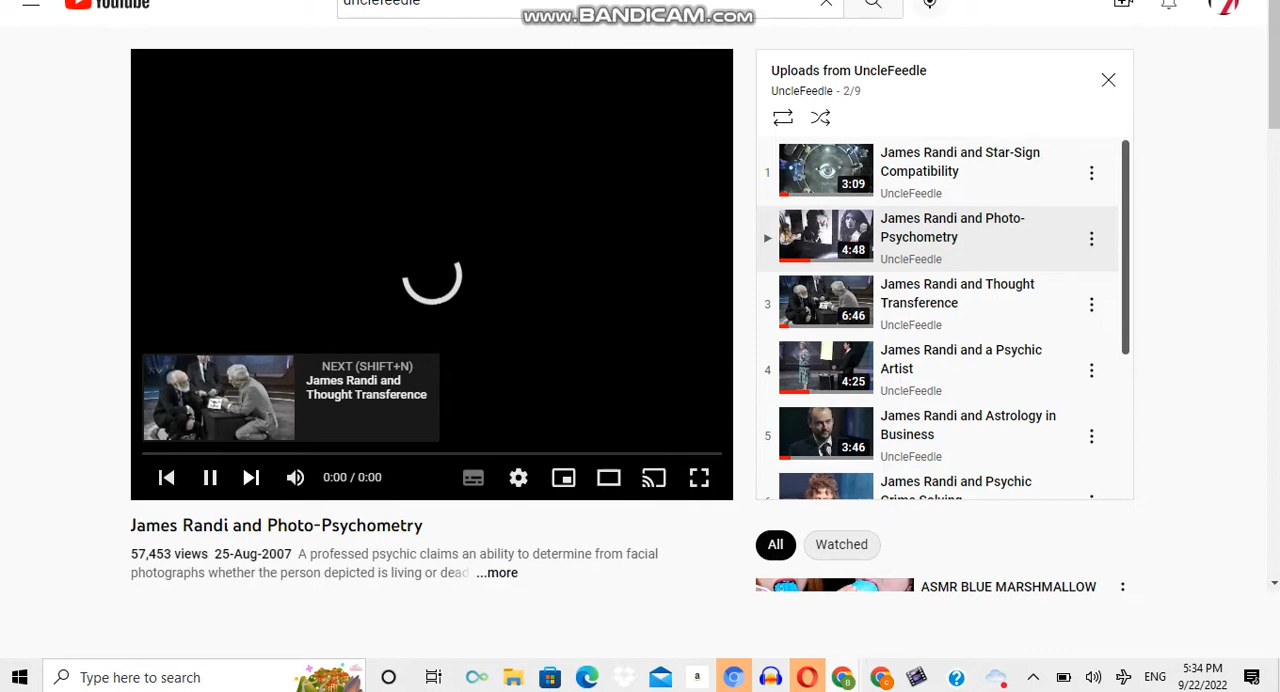 YouTube
unclefeedle
www.BANDICAM.com
Uploads from UncleFeedle
UncleFeedle - 2/9
1
3:09
James Randi and Star-Sign
Compatibility
UncleFeedle
4:48
James Randi and Photo-
Psychometry
UncleFeedle
3
6:46
James Randi and Thought
Transference
UncleFeedle
4
4:25
James Randi and a Psychic
Artist
UncleFeedle
5
3:46
James Randi and Astrology in
Business
UncleFeedle
James Randi and Psychic
Crime Solving
NEXT (SHIFT+N)
James Randi and
Thought Transference
0:00 / 0:00
James Randi and Photo-Psychometry
57,453 views 25-Aug-2007 A professed psychic claims an ability to determine from facial
photographs whether the person depicted is living or dead ...more
All
Watched
ASMR BLUE MARSHMALLOW
Type here to search
a
B
C
ENG
5:34 PM
9/22/2022